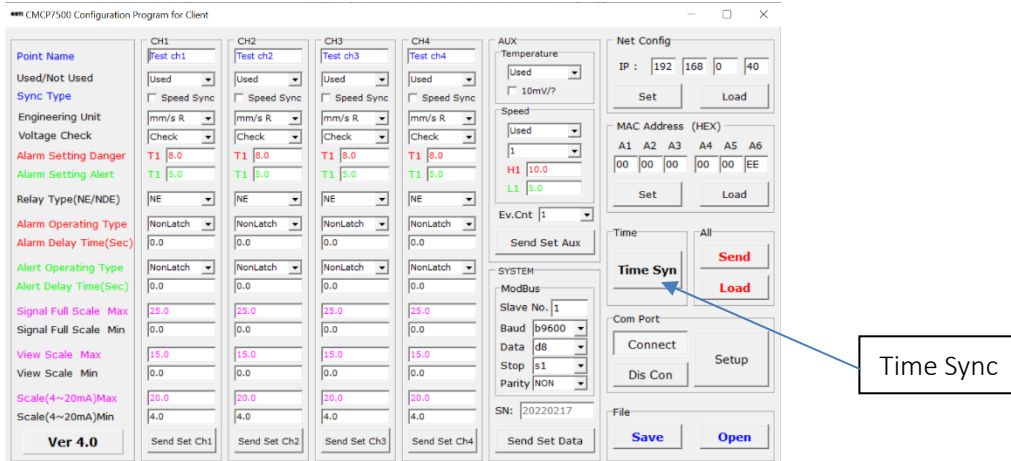 CMCP7500 Configuration Program for Client
CH1 CH2 CH3 CH4 AUX Net Config
Point Name Test ch1 Test ch2 Test ch3 Test ch4 Temperature
Used/Not Used Used Used Used Used Used IP : 192 168 0 40
Sync Type Speed Sync Speed Sync Speed Sync Speed Sync 10mV/? Set Load
Engineering Unit mm/s R mm/s R mm/s R mm/s R Speed
Voltage Check Check Check Check Check Used MAC Address (HEX)
A1 A2 A3 A4 A5 A6
Alarm Setting Danger T1 8.0 T1 8.0 T1 8.0 T1 8.0 1 00 00 00 00 00 EE
Alarm Setting Alert T1 5.0 T1 5.0 T1 5.0 T1 5.0 H1 10.0
L1 5.0
Relay Type(NE/NDE) NE NE NE NE Set Load
Ev.Cnt 1
Alarm Operating Type NonLatch NonLatch NonLatch NonLatch Time All
Alarm Delay Time(Sec) 0.0 0.0 0.0 0.0 Send Set Aux Send
Alert Operating Type NonLatch NonLatch NonLatch NonLatch SYSTEM Time Syn
Alert Delay Time(Sec) 0.0 0.0 0.0 0.0 ModBus Load
Signal Full Scale Max 25.0 25.0 25.0 25.0 Slave No. 1
Signal Full Scale Min 0.0 0.0 0.0 0.0 Baud b9600 Com Port
View Scale Max 15.0 15.0 15.0 15.0 Data d8 Connect Setup
View Scale Min 0.0 0.0 0.0 0.0 Stop s1 Dis Con
Time Sync
Parity NON
Scale(4~20mA)Max 20.0 20.0 20.0 20.0
Scale(4~20mA)Min 4.0 4.0 4.0 4.0 SN: 20220217 File
Ver 4.0 Send Set Ch1 Send Set Ch2 Send Set Ch3 Send Set Ch4 Send Set Data Save Open